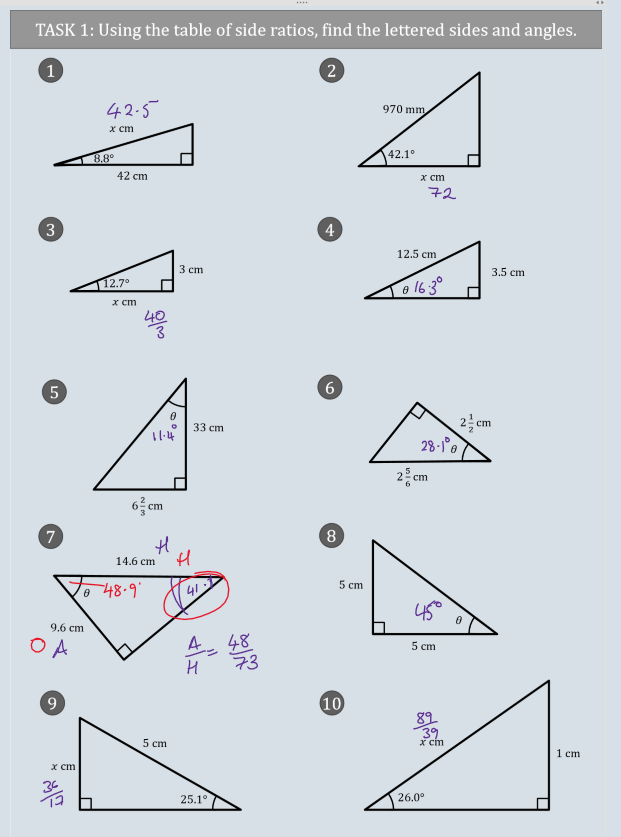 TASK 1: Using the table of side ratios, find the lettered sides and angles.
1
42.5
x cm
8.8°
42 cm
2
970 mm
42.1°
x cm
72
3
3 cm
12.7°
x cm
40/3
4
12.5 cm
3.5 cm
θ 16.3°
5
θ
11.4°
33 cm
6 2/3 cm
6
2 1/2 cm
28.1° θ
2 5/6 cm
7
H
14.6 cm H
θ 48.9°
9.6 cm
O A
A/H = 48/73
8
5 cm
45° θ
5 cm
9
5 cm
x cm
36/17
25.1°
10
89/39
x cm
1 cm
26.0°